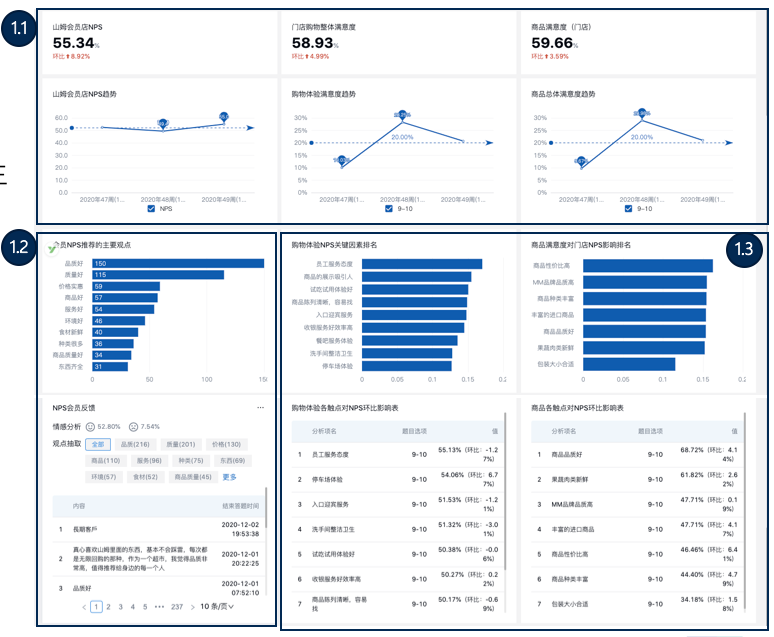 1.1
山姆会员店NPS
55.34%
环比⬆8.92%
门店购物整体满意度
58.93%
环比⬆4.99%
商品满意度（门店）
59.66%
环比⬆3.59%
山姆会员店NPS趋势
60.0
50.0
40.0
30.0
20.0
10.0
0.0
2020年47周(1...
2020年48周(1...
2020年49周(1...
NPS
购物体验满意度趋势
30%
25%
20%
15%
10%
5%
0%
20.00%
2020年47周(1...
2020年48周(1...
2020年49周(1...
9~10
商品总体满意度趋势
30%
25%
20%
15%
10%
5%
0%
20.00%
2020年47周(1...
2020年48周(1...
2020年49周(1...
9~10
1.2
员NPS推荐的主要观点
品质好 150
质量好 115
价格实惠 59
商品好 57
服务好 54
环境好 46
食材新鲜 40
种类很多 36
商品质量好 34
东西齐全 31
0 50 100 15
1.3
购物体验NPS关键因素排名
员工服务态度
商品的展示吸引人
试吃试用体验好
商品陈列清晰，容易找
入口迎宾服务
收银服务好效率高
餐吧服务体验
洗手间整洁卫生
停车场体验
0 0.05 0.1 0.15 0.2
商品满意度对门店NPS影响排名
商品性价比高
MM品牌品质高
商品种类丰富
丰富的进口商品
商品品质好
果蔬肉类新鲜
包装大小合适
0 0.05 0.1 0.15 0.2
NPS会员反馈 ...
情感分析 52.80% 7.54%
观点抽取 全部 品质(216) 质量(201) 价格(130)
商品(110) 服务(96) 种类(75) 东西(69)
环境(57) 食材(52) 商品质量(45) 更多
内容 结束答题时间
1 長期客戶 2020-12-02 19:53:38
2 真心喜欢山姆里面的东西，基本不会踩雷，每次都
是无限回购的那种，作为一个超市，我觉得品质非
常高，值得推荐给身边的每一个人 2020-12-01 20:22:25
3 品质好 2020-12-01 07:52:10
< 1 2 3 4 5 ••• 237 > 10 条/页
购物体验各触点对NPS环比影响表
分析项名 题目选项 值
1 员工服务态度 9-10 55.13%（环比：-1.27%）
2 停车场体验 9-10 54.06%（环比：6.77%）
3 入口迎宾服务 9-10 51.53%（环比：-1.21%）
4 洗手间整洁卫生 9-10 51.32%（环比：-3.01%）
5 试吃试用体验好 9-10 50.38%（环比：-0.06%）
6 收银服务好效率高 9-10 50.27%（环比：0.22%）
7 商品陈列清晰，容易找 9-10 50.17%（环比：-0.69%）
商品各触点对NPS环比影响表
分析项名 题目选项 值
1 商品品质好 9-10 68.72%（环比：4.14%）
2 果蔬肉类新鲜 9-10 61.82%（环比：2.62%）
3 MM品牌品质高 9-10 47.71%（环比：0.19%）
4 丰富的进口商品 9-10 47.71%（环比：4.17%）
5 商品性价比高 9-10 46.46%（环比：6.41%）
6 商品种类丰富 9-10 44.40%（环比：4.79%）
7 包装大小合适 9-10 34.18%（环比：1.58%）